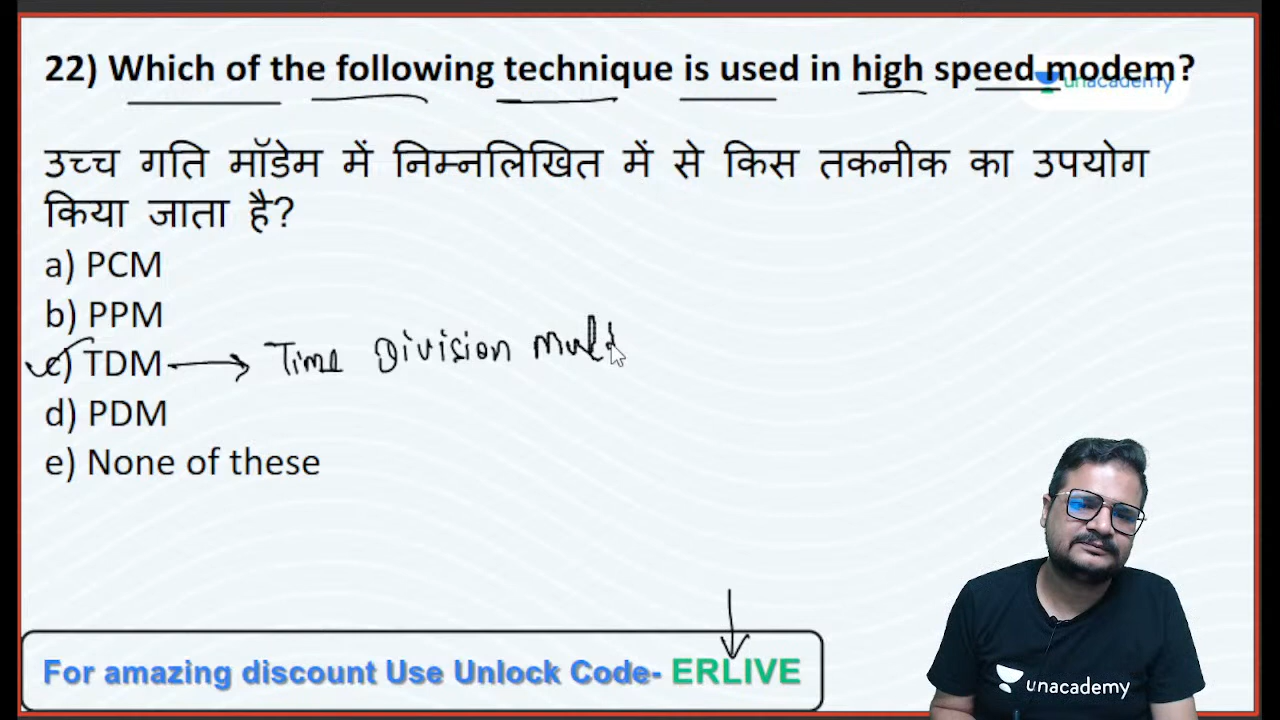 22) Which of the following technique is used in high speed modem?
unacademy
उच्च गति मॉडेम में निम्नलिखित में से किस तकनीक का उपयोग
किया जाता है?
a) PCM
b) PPM
c) TDM → Time Division Mult
d) PDM
e) None of these
For amazing discount Use Unlock Code- ERLIVE
unacademy